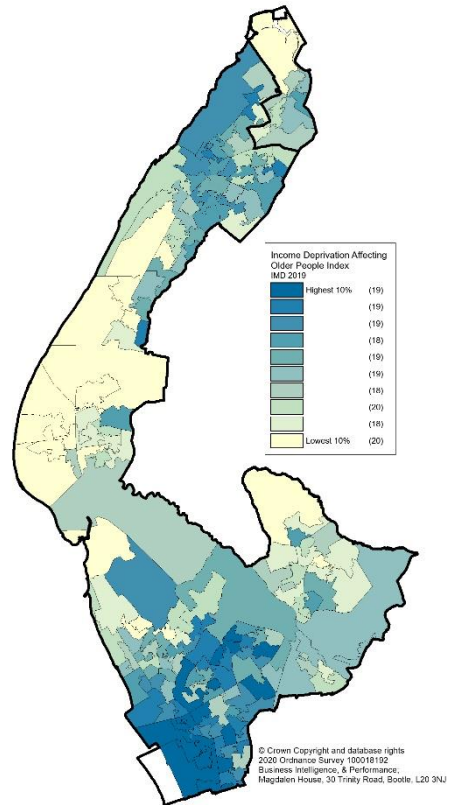 Income Deprivation Affecting
Older People Index
IMD 2019
Highest 10% (19)
(19)
(19)
(18)
(19)
(19)
(18)
(20)
(18)
Lowest 10% (20)
© Crown Copyright and database rights
2020 Ordnance Survey 100018192
Business Intelligence, & Performance,
Magdalen House, 30 Trinity Road, Bootle, L20 3NJ